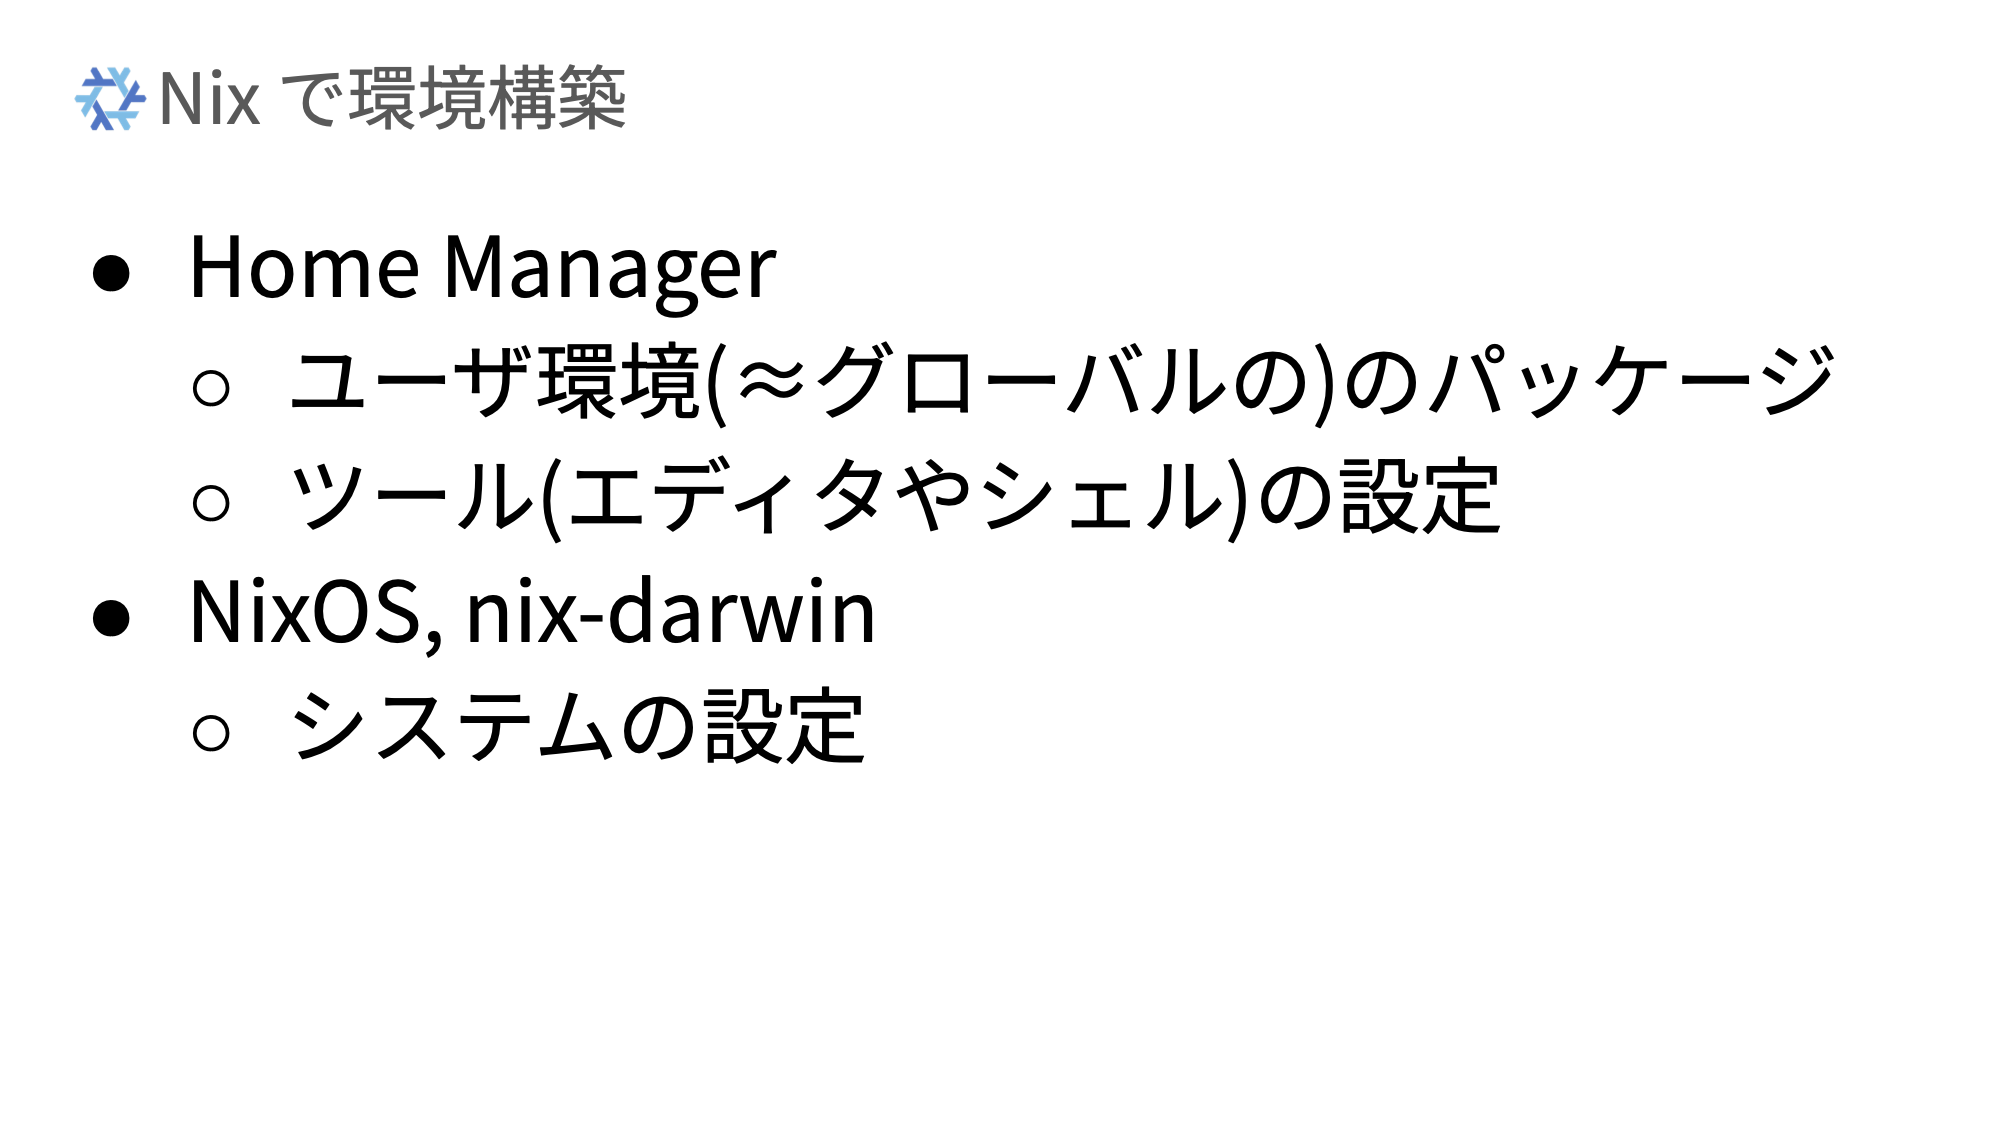 Nix で環境構築
● Home Manager
○ ユーザ環境(≈グローバルの)のパッケージ
○ ツール(エディタやシェル)の設定
● NixOS, nix-darwin
○ システムの設定